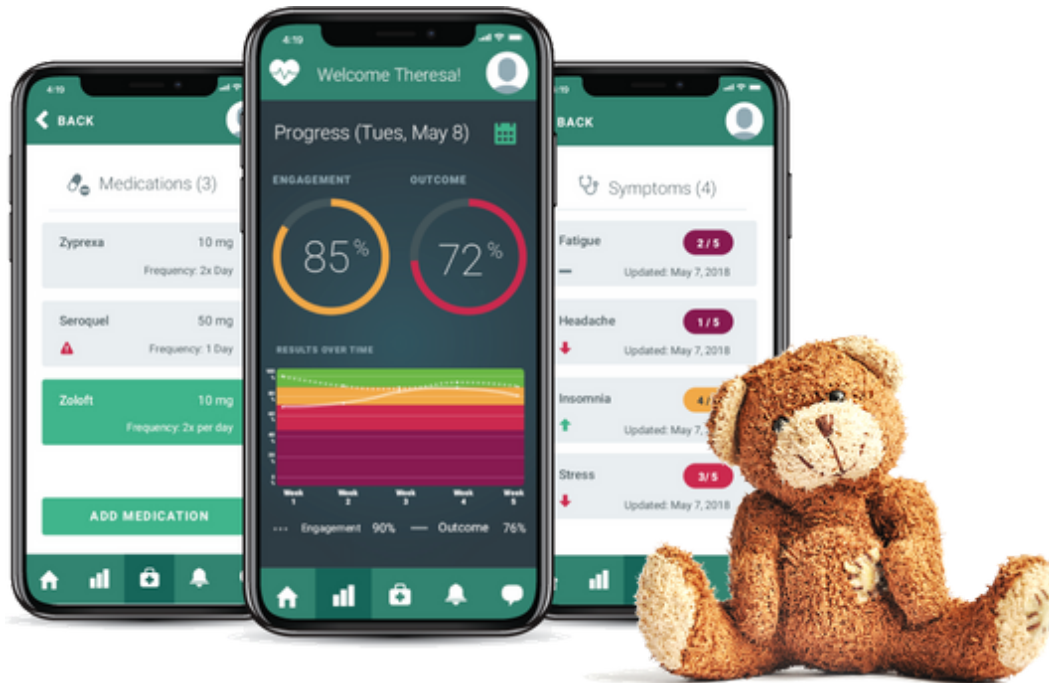 4:19
BACK
Medications (3)
Zyprexa 10 mg
Frequency: 2x Day
Seroquel 50 mg
Frequency: 1 Day
Zoloft 10 mg
Frequency: 2x per day
ADD MEDICATION
4:19
Welcome Theresa!
Progress (Tues, May 8)
ENGAGEMENT OUTCOME
85% 72%
RESULTS OVER TIME
Week 1 Week 2 Week 3 Week 4 Week 5
Engagement 90% Outcome 76%
BACK
Symptoms (4)
Fatigue 2/5
Updated: May 7, 2018
Headache 1/5
Updated: May 7, 2018
Insomnia 4/
Updated: May 7,
Stress 3/5
Updated: May 7, 2018